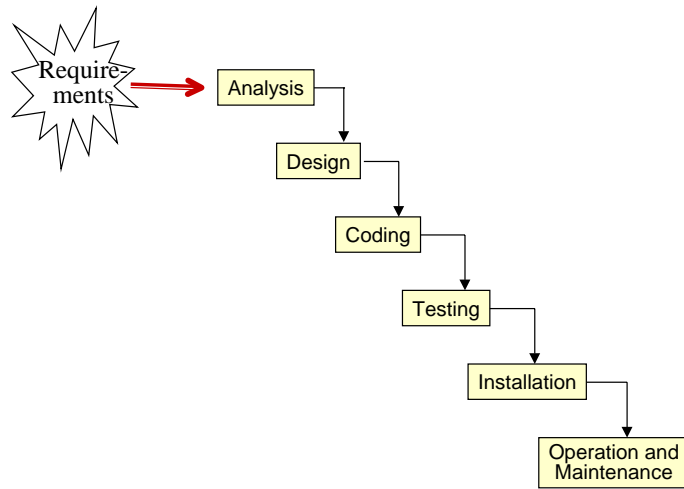 Require-
ments
Analysis
Design
Coding
Testing
Installation
Operation and
Maintenance